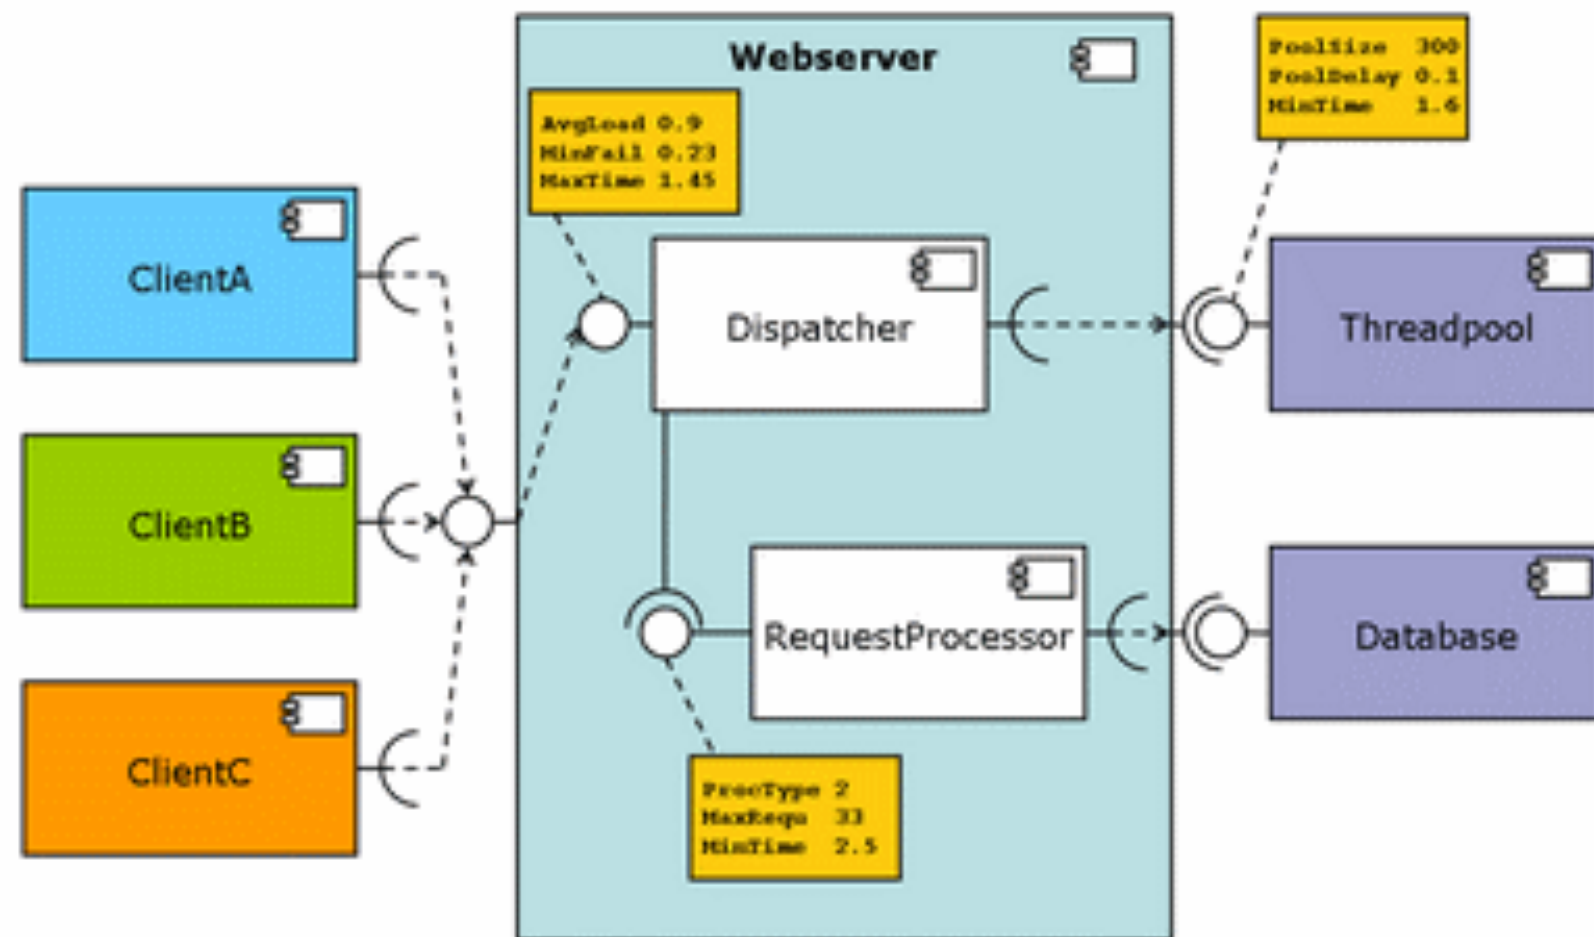 Webserver
PoolSize 300
PoolDelay 0.1
MinTime 1.6
AvgLoad 0.9
MinFail 0.23
MaxTime 1.45
ClientA
Dispatcher
Threadpool
ClientB
RequestProcessor
Database
ClientC
ProcType 2
MaxRequ 33
MinTime 2.5